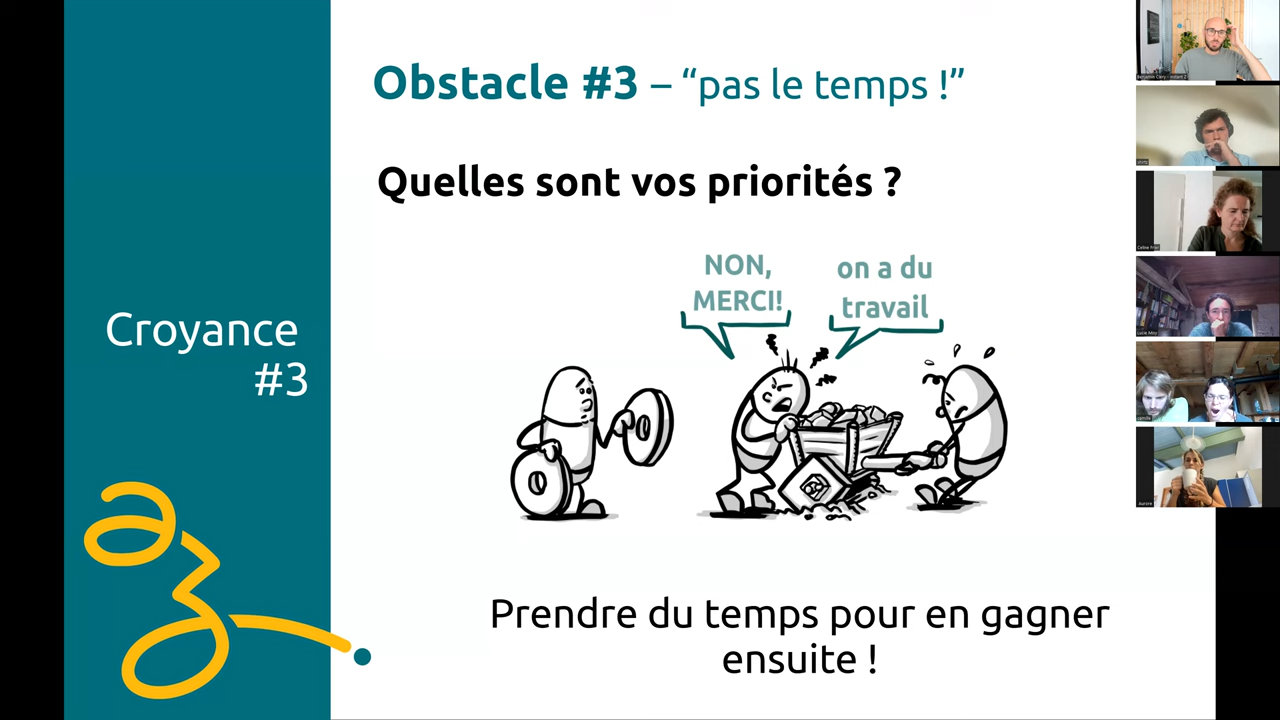 Obstacle #3 – “pas le temps !”
Quelles sont vos priorités ?
NON,
MERCI!
on a du
travail
Croyance
#3
Prendre du temps pour en gagner
ensuite !
Aurore